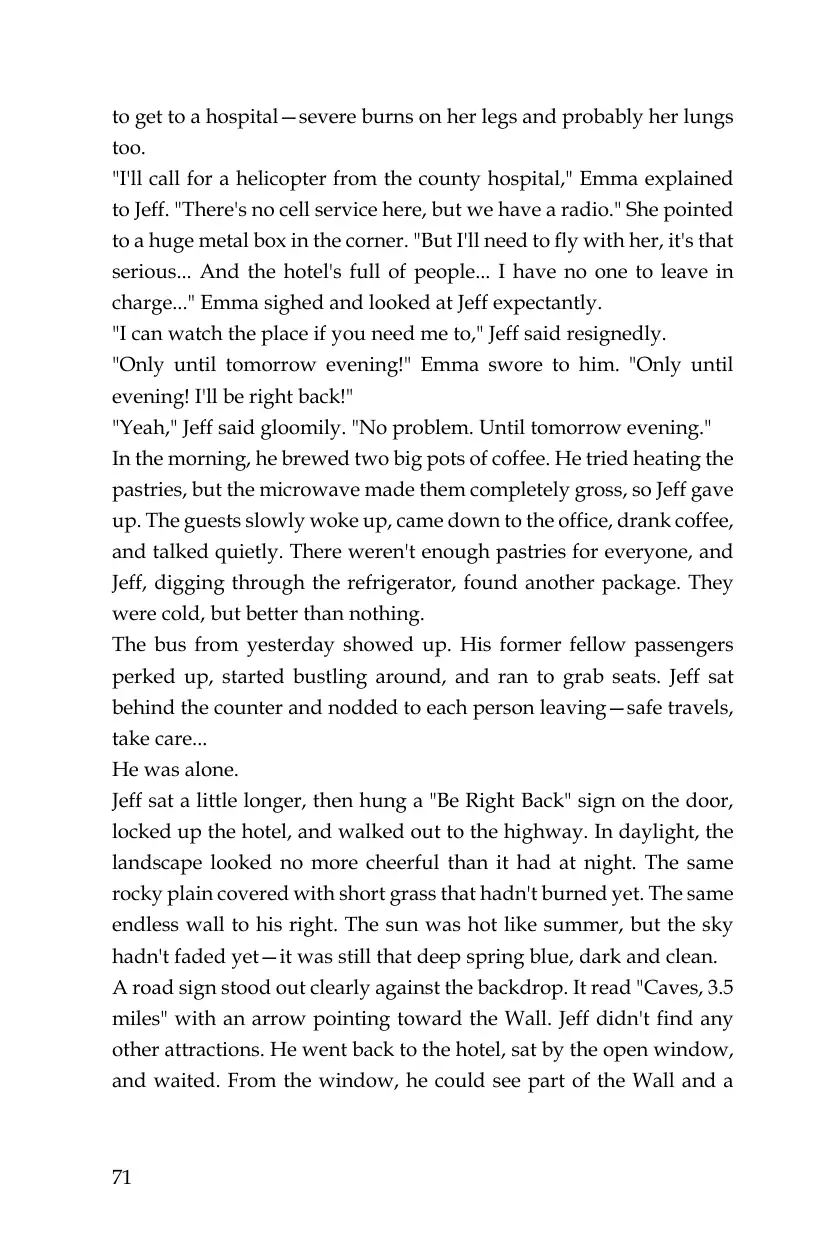 to get to a hospital—severe burns on her legs and probably her lungs
too.
"I'll call for a helicopter from the county hospital," Emma explained
to Jeff. "There's no cell service here, but we have a radio." She pointed
to a huge metal box in the corner. "But I'll need to fly with her, it's that
serious... And the hotel's full of people... I have no one to leave in
charge..." Emma sighed and looked at Jeff expectantly.
"I can watch the place if you need me to," Jeff said resignedly.
"Only until tomorrow evening!" Emma swore to him. "Only until
evening! I'll be right back!"
"Yeah," Jeff said gloomily. "No problem. Until tomorrow evening."
In the morning, he brewed two big pots of coffee. He tried heating the
pastries, but the microwave made them completely gross, so Jeff gave
up. The guests slowly woke up, came down to the office, drank coffee,
and talked quietly. There weren't enough pastries for everyone, and
Jeff, digging through the refrigerator, found another package. They
were cold, but better than nothing.
The bus from yesterday showed up. His former fellow passengers
perked up, started bustling around, and ran to grab seats. Jeff sat
behind the counter and nodded to each person leaving—safe travels,
take care...
He was alone.
Jeff sat a little longer, then hung a "Be Right Back" sign on the door,
locked up the hotel, and walked out to the highway. In daylight, the
landscape looked no more cheerful than it had at night. The same
rocky plain covered with short grass that hadn't burned yet. The same
endless wall to his right. The sun was hot like summer, but the sky
hadn't faded yet—it was still that deep spring blue, dark and clean.
A road sign stood out clearly against the backdrop. It read "Caves, 3.5
miles" with an arrow pointing toward the Wall. Jeff didn't find any
other attractions. He went back to the hotel, sat by the open window,
and waited. From the window, he could see part of the Wall and a
71